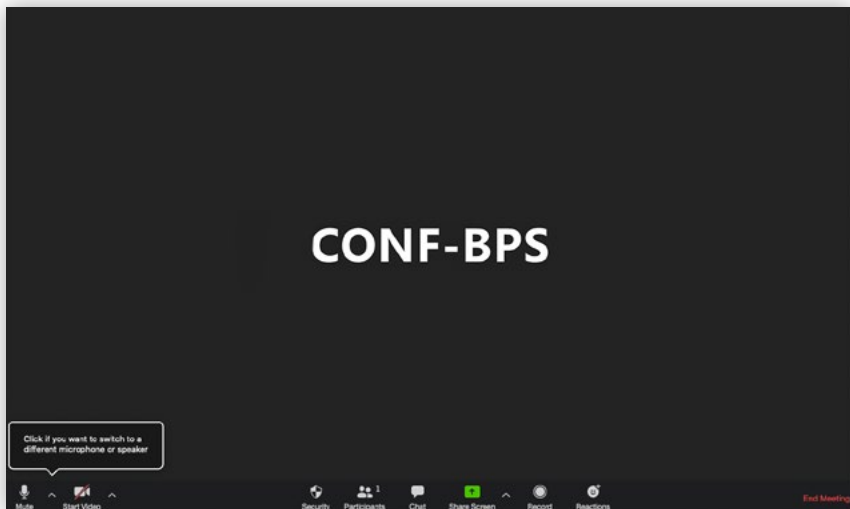 CONF-BPS
Click if you want to switch to a
different microphone or speaker
Mute
Start Video
Security
Participants
1
Chat
Share Screen
Record
Reactions
End Meeting